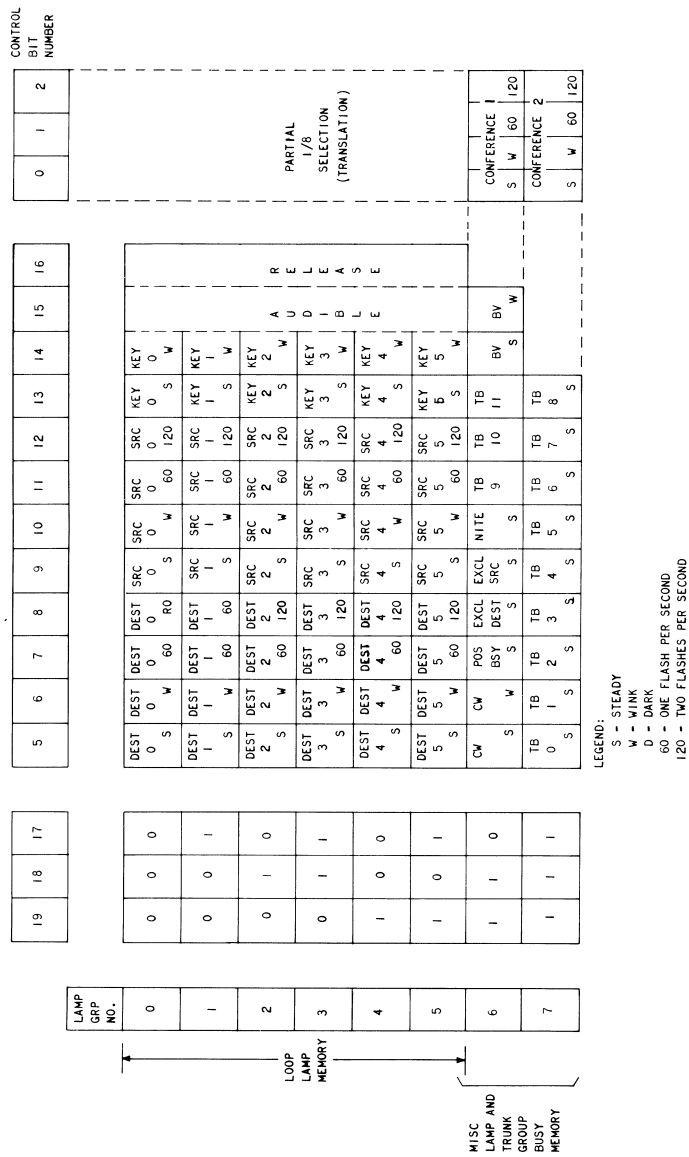 19 18 17 5 6 7 8 9 10 11 12 13 14 15 16 0 1 2 CONTROL BIT NUMBER
LAMP GRP NO.
0 0 0 0 DEST 0 S DEST 0 W DEST 0 60 DEST 0 R0 SRC 0 S SRC 0 W SRC 0 60 SRC 0 120 KEY 0 S KEY 0 W
1 0 0 1 DEST 1 S DEST 1 W DEST 1 60 DEST 1 60 SRC 1 S SRC 1 W SRC 1 60 SRC 1 120 KEY 1 S KEY 1 W
2 0 1 0 DEST 2 S DEST 2 W DEST 2 60 DEST 2 120 SRC 2 S SRC 2 W SRC 2 60 SRC 2 120 KEY 2 S KEY 2 W
3 0 1 1 DEST 3 S DEST 3 W DEST 3 60 DEST 3 120 SRC 3 S SRC 3 W SRC 3 60 SRC 3 120 KEY 3 S KEY 3 W
4 1 0 0 DEST 4 S DEST 4 W DEST 4 60 DEST 4 120 SRC 4 S SRC 4 W SRC 4 60 SRC 4 120 KEY 4 S KEY 4 W
5 1 0 1 DEST 5 S DEST 5 W DEST 5 60 DEST 5 120 SRC 5 S SRC 5 W SRC 5 60 SRC 5 120 KEY 5 S KEY 5 W
LOOP
LAMP
MEMORY
AUDIBLE
RELEASE
PARTIAL
1/8
SELECTION
(TRANSLATION)
6 1 1 0 CW S CW W POS BSY S EXCL DEST S EXCL SRC S NITE S TB 9 TB 10 TB 11 BV S BV W CONFERENCE 1 S W 60 120
7 1 1 1 TB 0 S TB 1 S TB 2 S TB 3 S TB 4 S TB 5 S TB 6 S TB 7 S TB 8 S CONFERENCE 2 S W 60 120
MISC
LAMP AND
TRUNK
GROUP
BUSY
MEMORY
LEGEND:
S - STEADY
W - WINK
D - DARK
60 - ONE FLASH PER SECOND
120 - TWO FLASHES PER SECOND